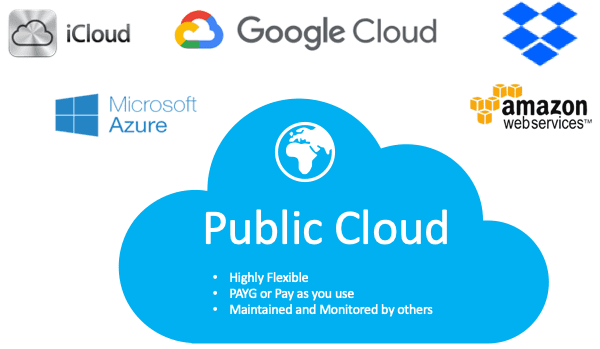 iCloud
Google Cloud
Microsoft
Azure
amazon
webservices™
Public Cloud
• Highly Flexible
• PAYG or Pay as you use
• Maintained and Monitored by others